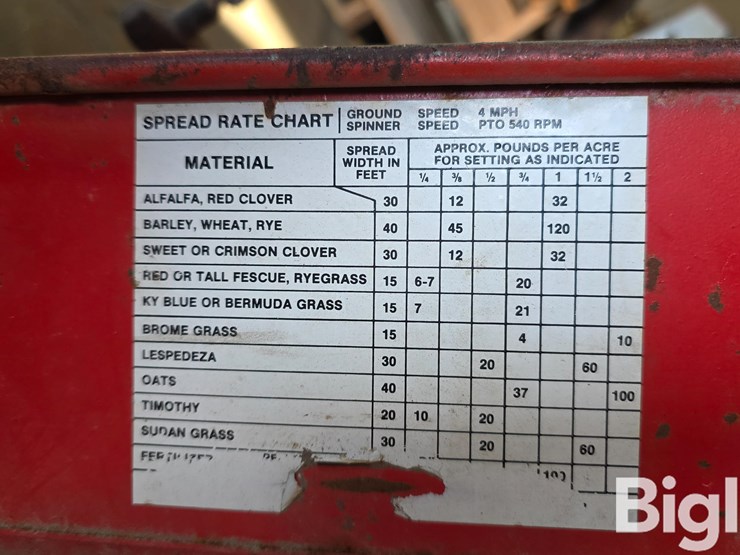 SPREAD RATE CHART GROUND SPEED 4 MPH
SPINNER SPEED PTO 540 RPM
MATERIAL SPREAD WIDTH IN FEET APPROX. POUNDS PER ACRE FOR SETTING AS INDICATED
¼ ⅜ ½ ¾ 1 1½ 2
ALFALFA, RED CLOVER 30 12 32
BARLEY, WHEAT, RYE 40 45 120
SWEET OR CRIMSON CLOVER 30 12 32
RED OR TALL FESCUE, RYEGRASS 15 6-7 20
KY BLUE OR BERMUDA GRASS 15 7 21
BROME GRASS 15 4 10
LESPEDEZA 30 20 60
OATS 40 37 100
TIMOTHY 20 10 20
SUDAN GRASS 30 20 60
BigI